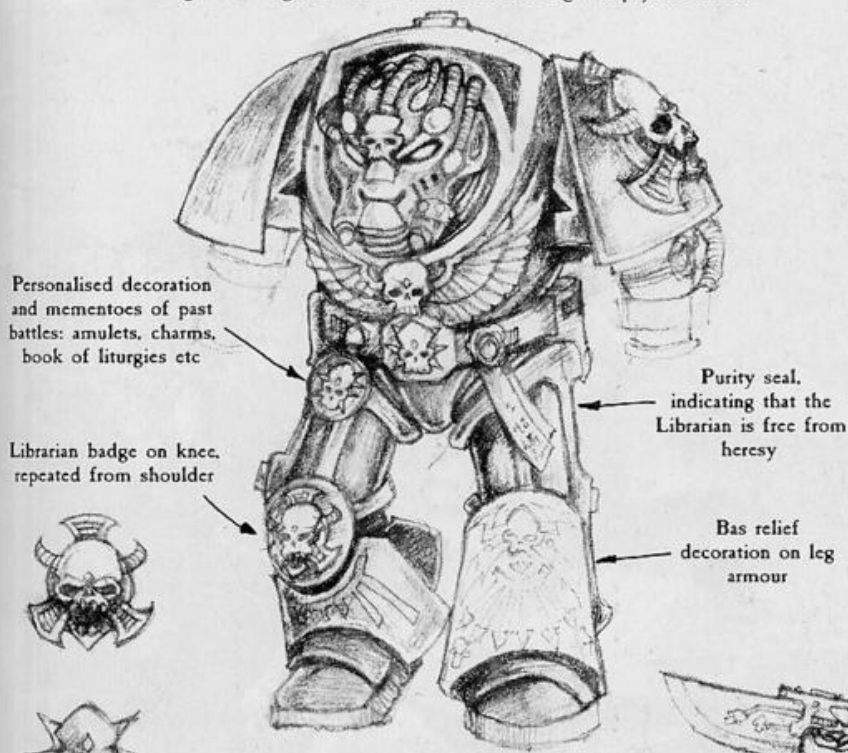 Personalised decoration
and mementoes of past
battles: amulets, charms,
book of liturgies etc
Librarian badge on knee,
repeated from shoulder
Purity seal,
indicating that the
Librarian is free from
heresy
Bas relief
decoration on leg
armour